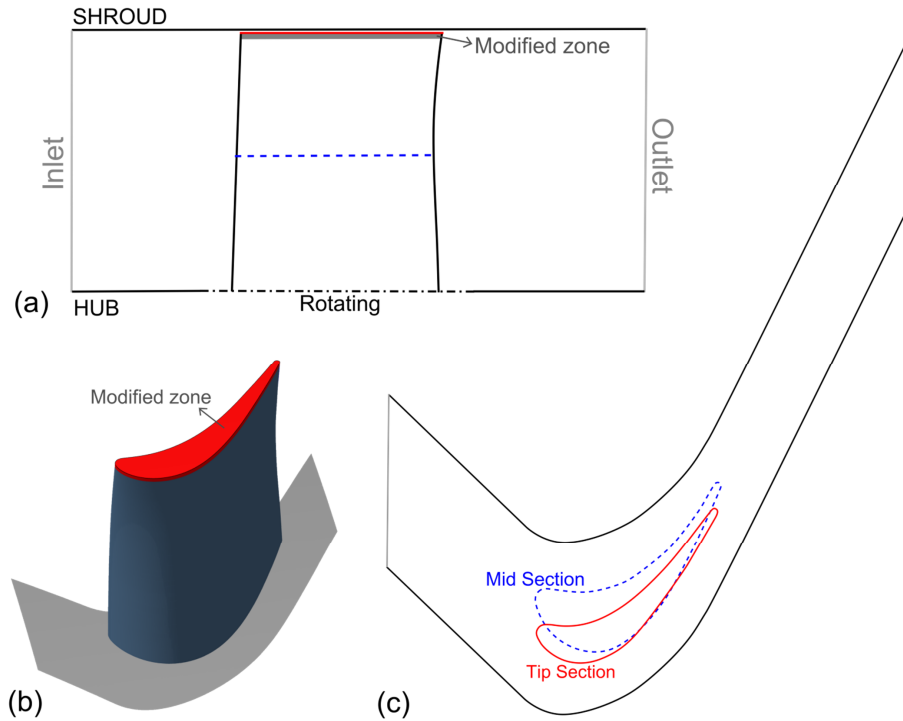 SHROUD
Modified zone
Inlet
Outlet
(a)
HUB
Rotating
Modified zone
(b)
Mid Section
Tip Section
(c)